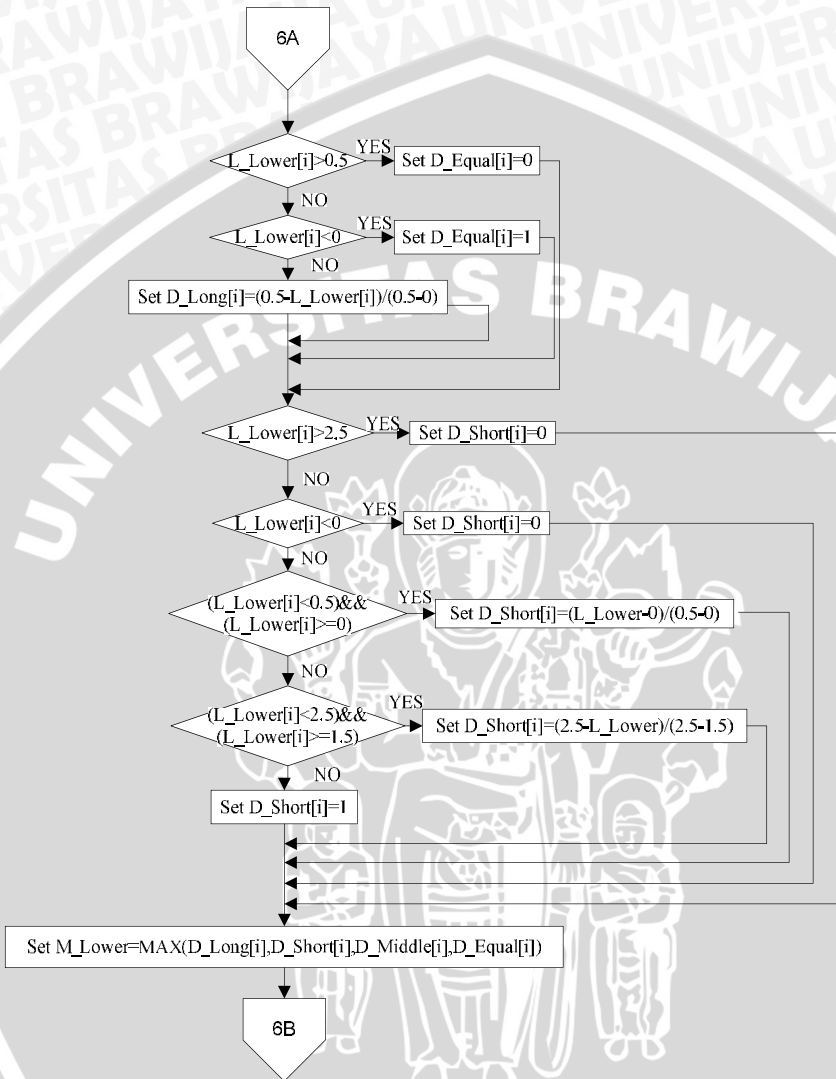 6A
L_Lower[i]>0.5
YES
Set D_Equal[i]=0
NO
L_Lower[i]<0
YES
Set D_Equal[i]=1
NO
Set D_Long[i]=(0.5-L_Lower[i])/(0.5-0)
L_Lower[i]>2.5
YES
Set D_Short[i]=0
NO
L_Lower[i]<0
YES
Set D_Short[i]=0
NO
(L_Lower[i]<0.5)&&
(L_Lower[i]>=0)
YES
Set D_Short[i]=(L_Lower-0)/(0.5-0)
NO
(L_Lower[i]<2.5)&&
(L_Lower[i]>=1.5)
YES
Set D_Short[i]=(2.5-L_Lower)/(2.5-1.5)
NO
Set D_Short[i]=1
Set M_Lower=MAX(D_Long[i],D_Short[i],D_Middle[i],D_Equal[i])
6B
UNIVERSITAS BRAWIJA